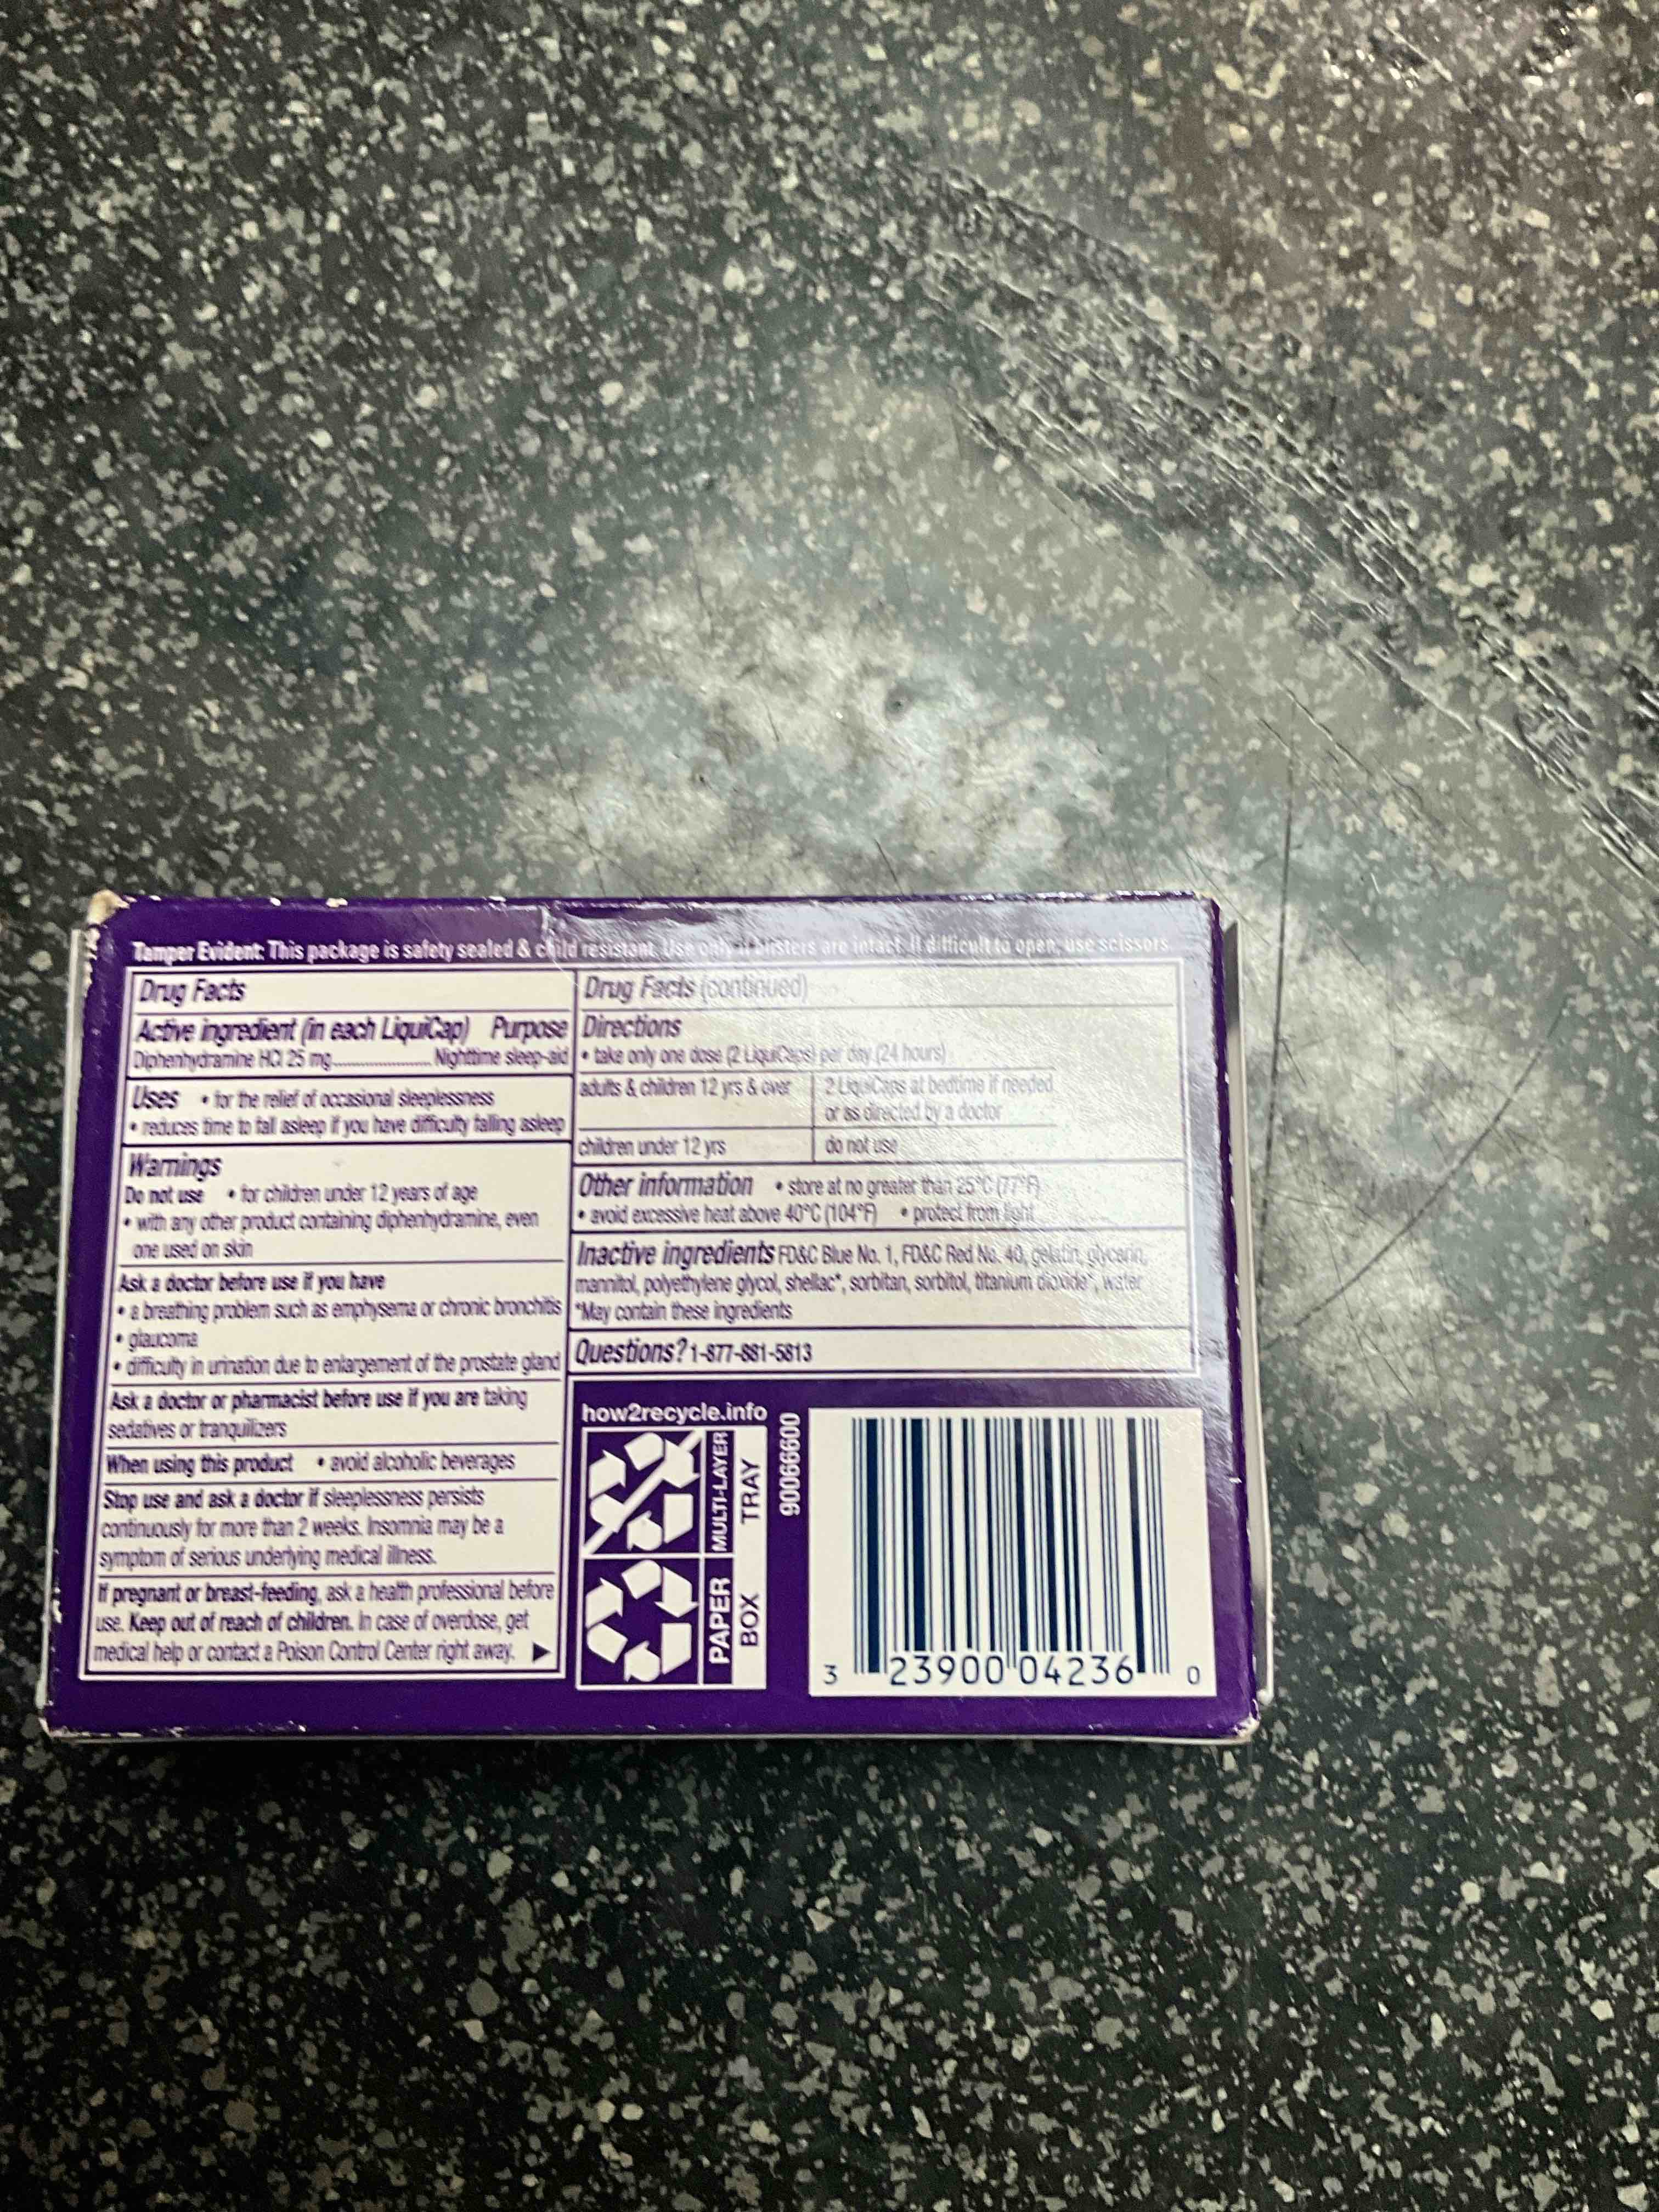 Tamper Evident: This package is safety sealed & child resistant. Use only if blisters are intact. If difficult to open, use scissors.
Drug Facts
Active ingredient (in each LiquiCap) Purpose
Diphenhydramine HCl 25 mg..................... Nighttime sleep-aid
Uses • for the relief of occasional sleeplessness
• reduces time to fall asleep if you have difficulty falling asleep
Warnings
Do not use • for children under 12 years of age
• with any other product containing diphenhydramine, even
one used on skin
Ask a doctor before use if you have
• a breathing problem such as emphysema or chronic bronchitis
• glaucoma
• difficulty in urination due to enlargement of the prostate gland
Ask a doctor or pharmacist before use if you are taking
sedatives or tranquilizers
When using this product • avoid alcoholic beverages
Stop use and ask a doctor if sleeplessness persists
continuously for more than 2 weeks. Insomnia may be a
symptom of serious underlying medical illness.
If pregnant or breast-feeding, ask a health professional before
use. Keep out of reach of children. In case of overdose, get
medical help or contact a Poison Control Center right away. ▶
Drug Facts (continued)
Directions
• take only one dose (2 LiquiCaps) per day (24 hours)
adults & children 12 yrs & over 2 LiquiCaps at bedtime if needed
or as directed by a doctor
children under 12 yrs do not use
Other information • store at no greater than 25°C (77°F)
• avoid excessive heat above 40°C (104°F) • protect from light
Inactive ingredients FD&C Blue No. 1, FD&C Red No. 40, gelatin, glycerin,
mannitol, polyethylene glycol, shellac*, sorbitan, sorbitol, titanium dioxide*, water
*May contain these ingredients
Questions? 1-877-881-5813
how2recycle.info
MULTI-LAYER
TRAY
PAPER
BOX
90066600
3 23900 04236 0